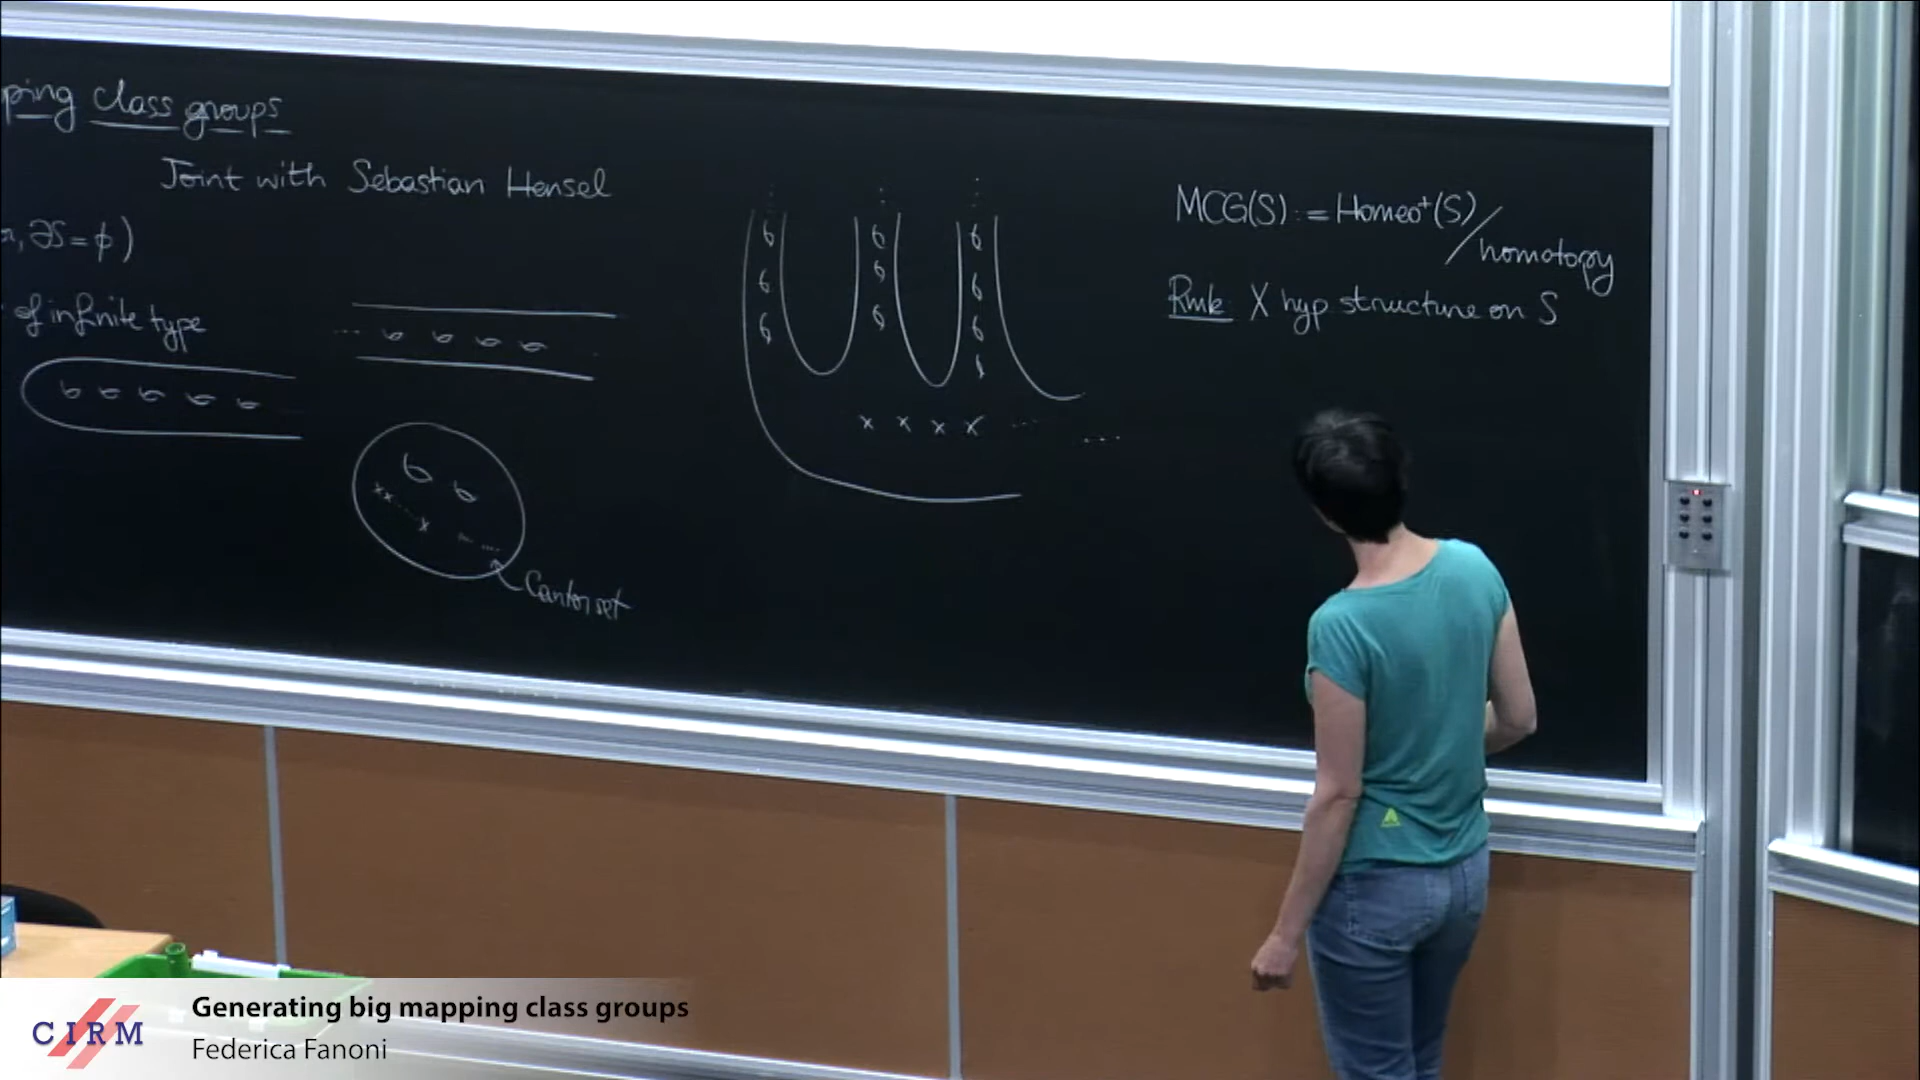 class groups
Joint with Sebastian Hensel
, ∂S = ϕ)
of infinite type
Cantor set
MCG(S) := Homeo⁺(S)/
homotopy
Rmk: X hyp structure on S
CIRM
Generating big mapping class groups
Federica Fanoni